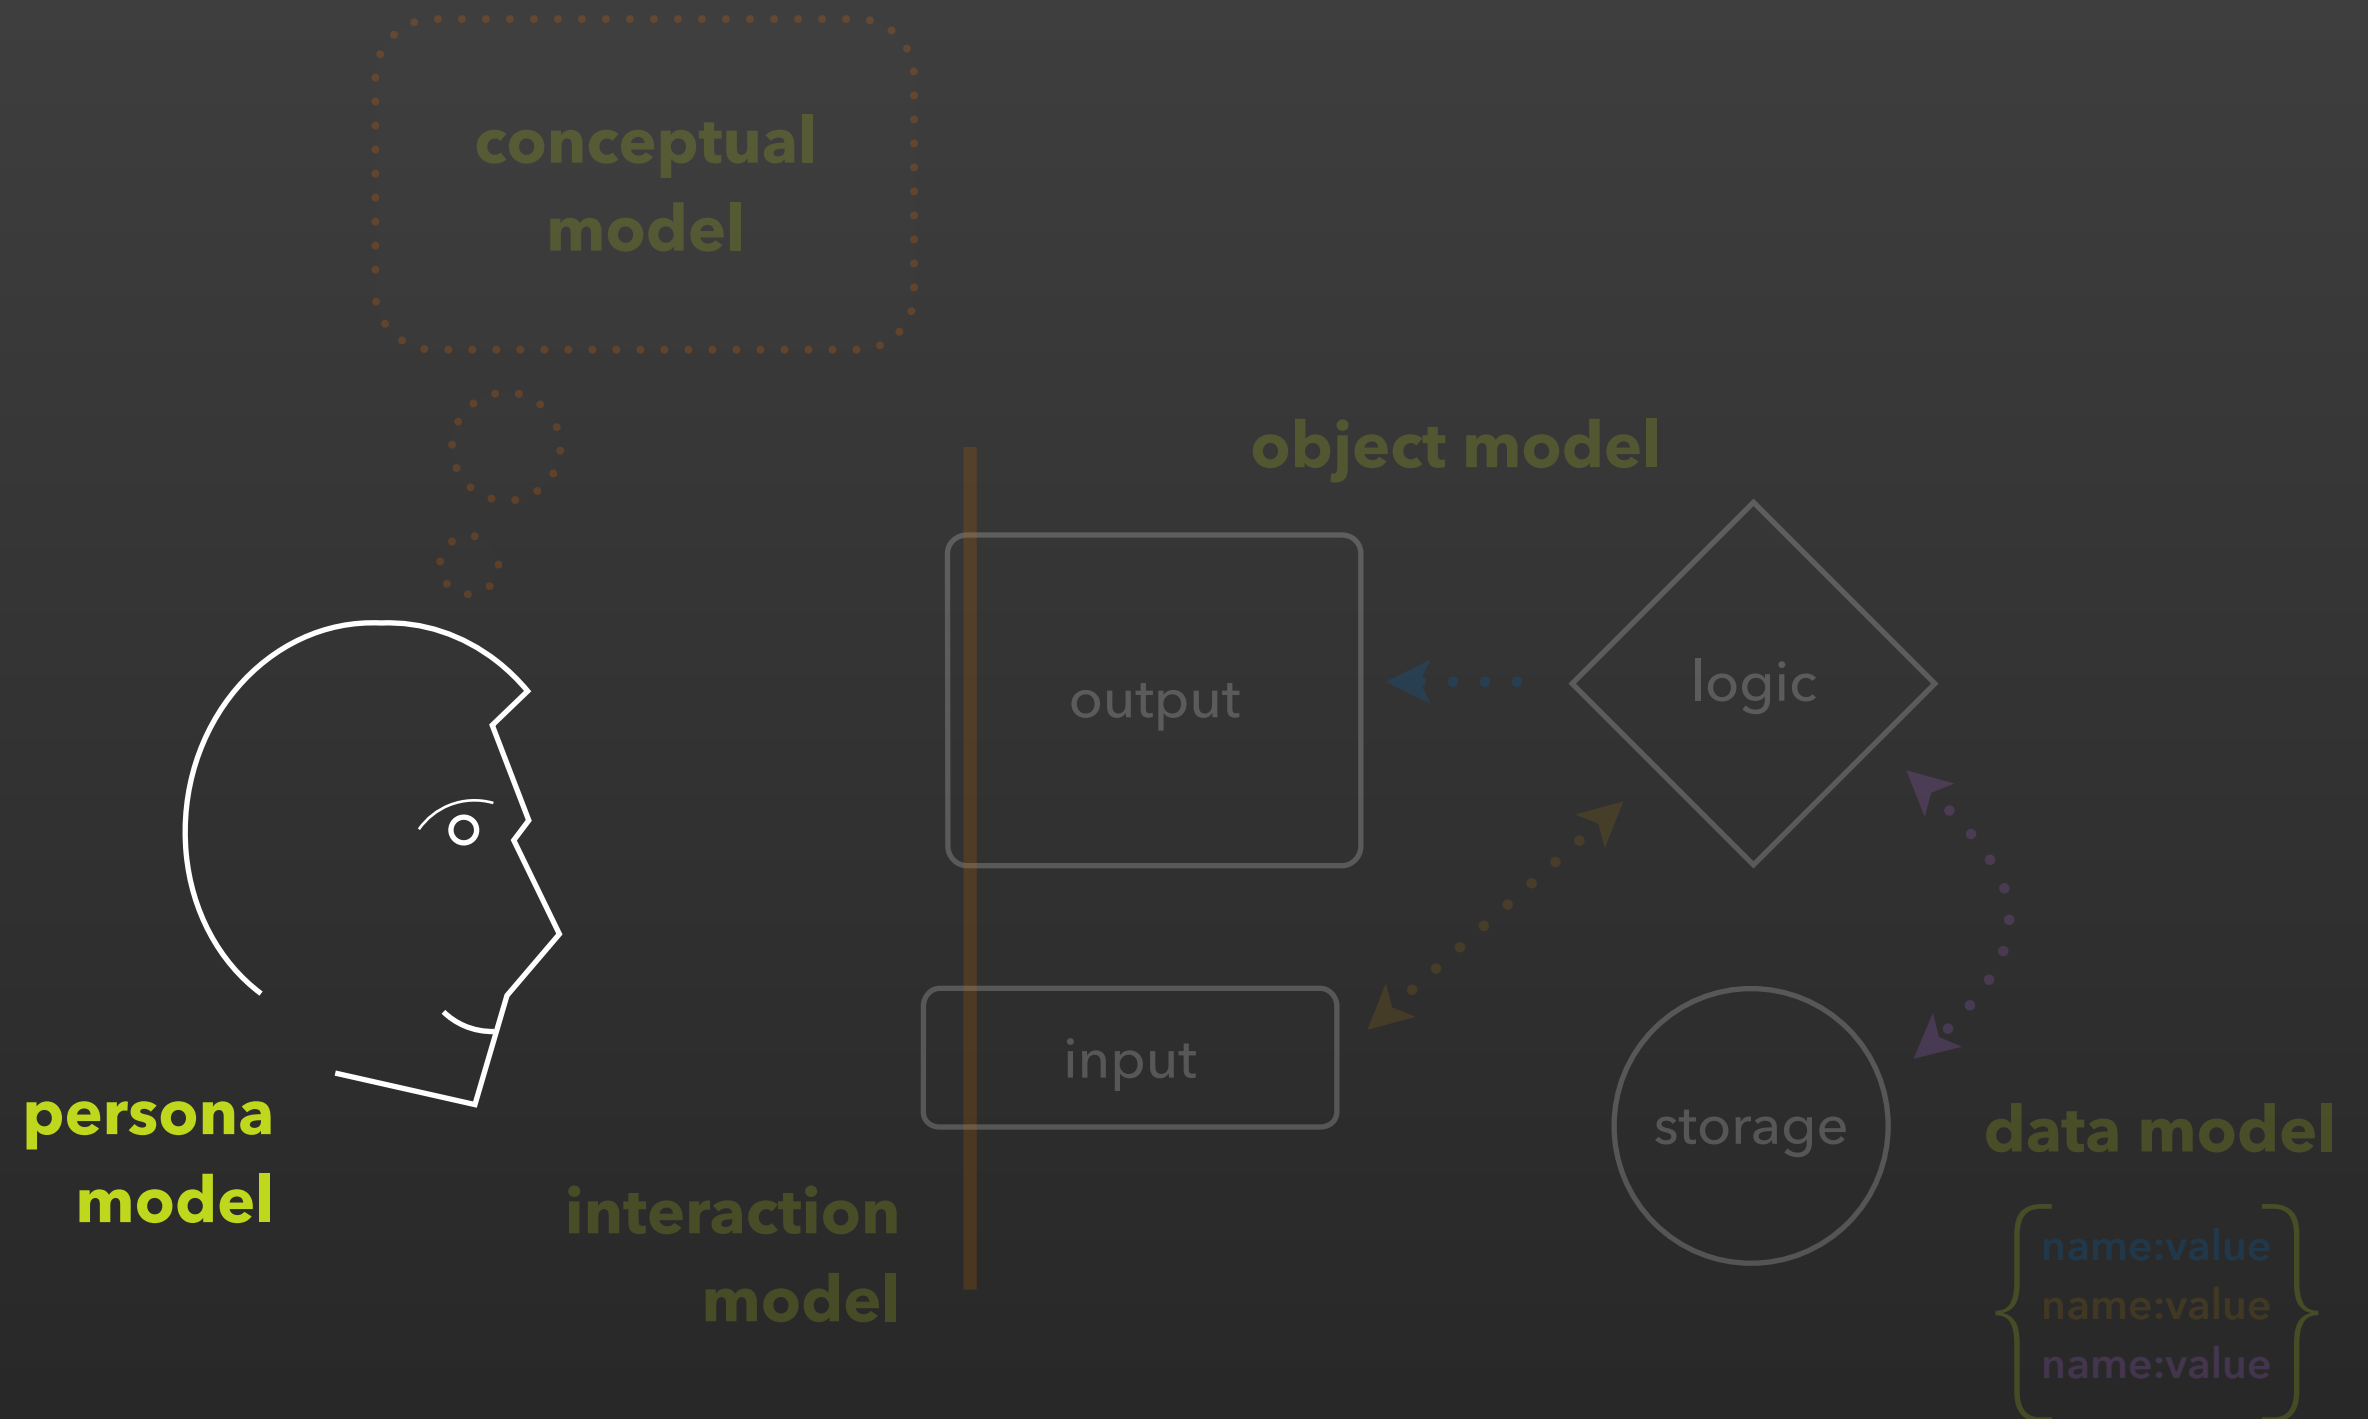 conceptual
model
object model
output
logic
input
persona
model
interaction
model
storage
data model
name:value
name:value
name:value